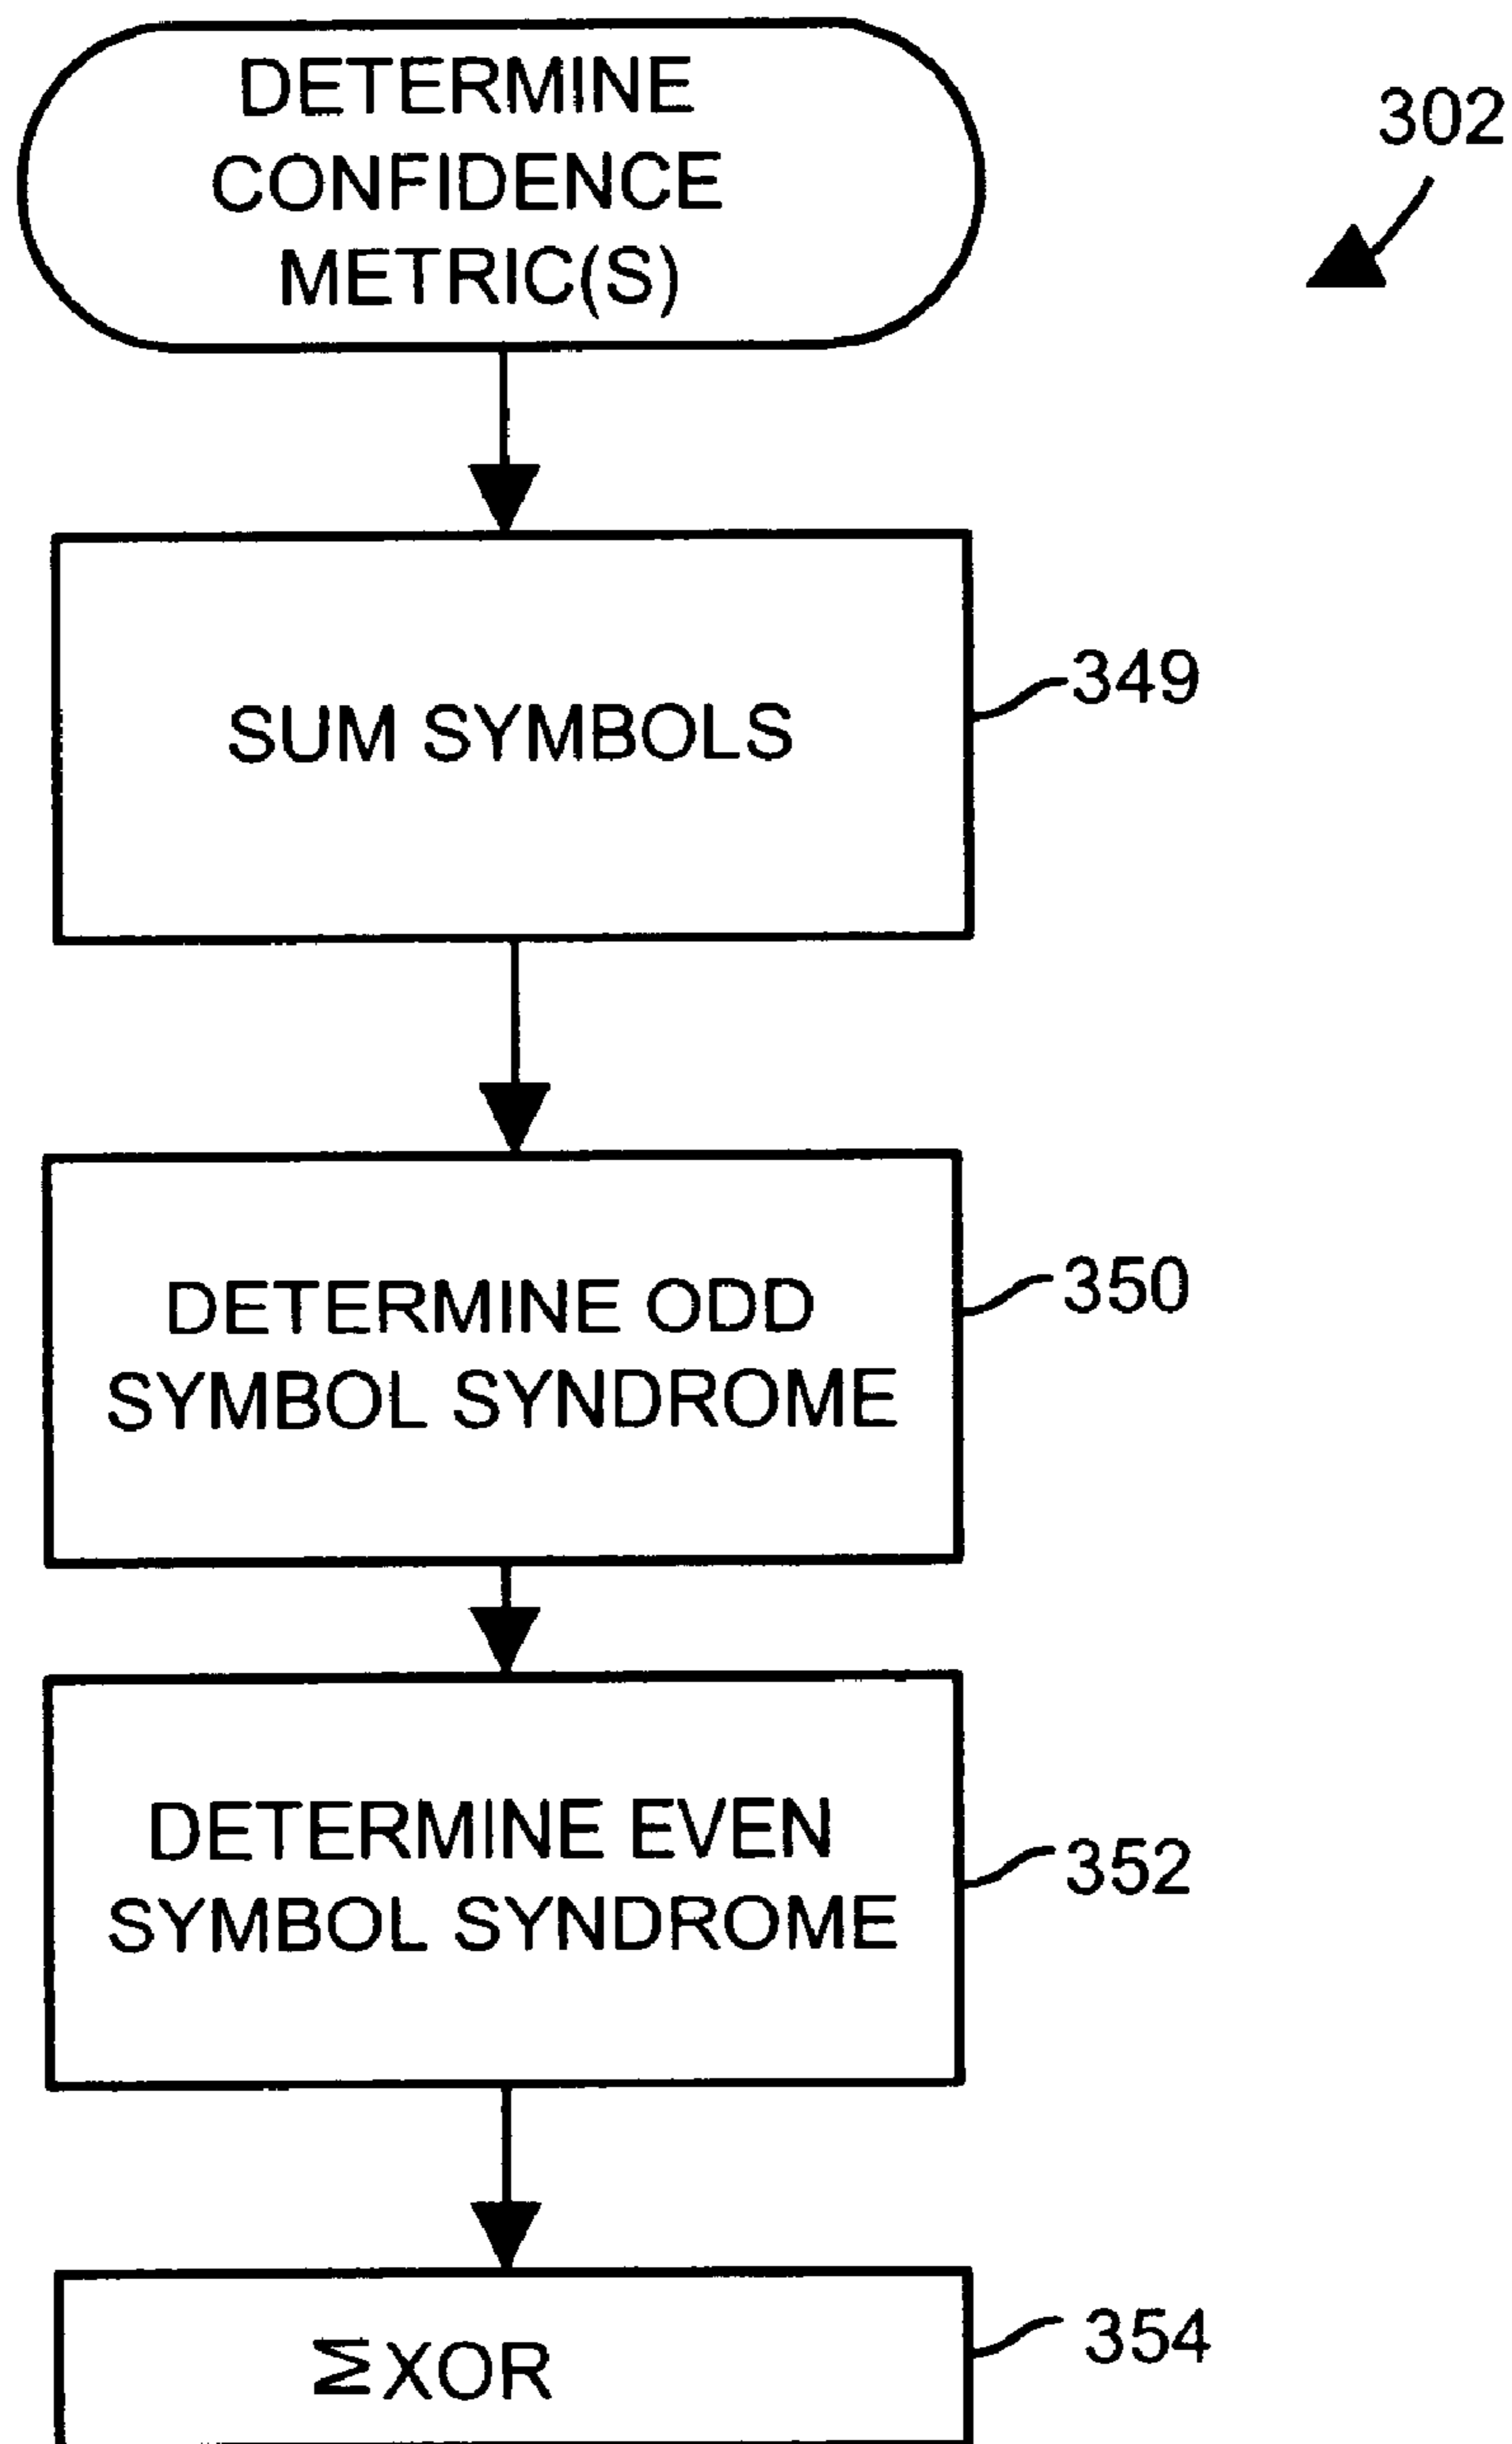 DETERMINE
CONFIDENCE
METRIC(S)
302
SUM SYMBOLS
349
DETERMINE ODD
SYMBOL SYNDROME
350
DETERMINE EVEN
SYMBOL SYNDROME
352
ΣXOR
354